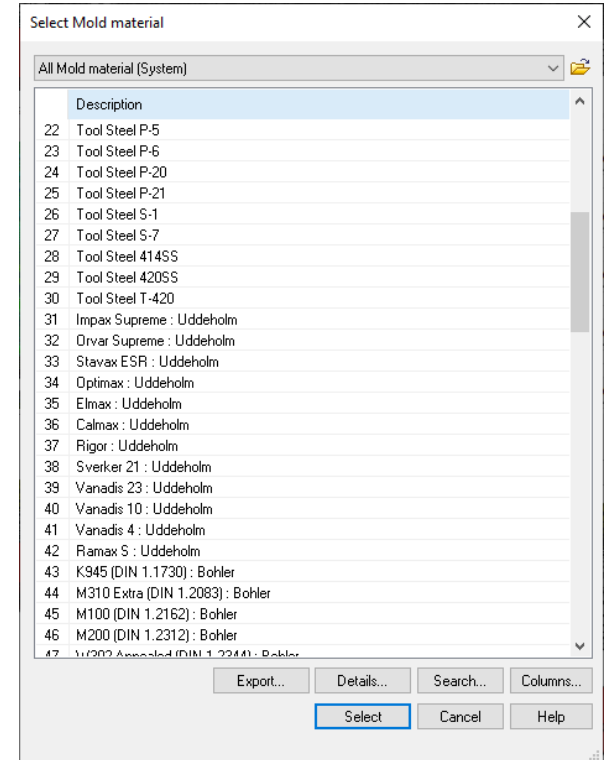 Select Mold material
All Mold material (System)
Description
22 Tool Steel P-5
23 Tool Steel P-6
24 Tool Steel P-20
25 Tool Steel P-21
26 Tool Steel S-1
27 Tool Steel S-7
28 Tool Steel 414SS
29 Tool Steel 420SS
30 Tool Steel T-420
31 Impax Supreme : Uddeholm
32 Orvar Supreme : Uddeholm
33 Stavax ESR : Uddeholm
34 Optimax : Uddeholm
35 Elmax : Uddeholm
36 Calmax : Uddeholm
37 Rigor : Uddeholm
38 Sverker 21 : Uddeholm
39 Vanadis 23 : Uddeholm
40 Vanadis 10 : Uddeholm
41 Vanadis 4 : Uddeholm
42 Ramax S : Uddeholm
43 K945 (DIN 1.1730) : Bohler
44 M310 Extra (DIN 1.2083) : Bohler
45 M100 (DIN 1.2162) : Bohler
46 M200 (DIN 1.2312) : Bohler
47 Annealed (DIN 1.2344) : Bohler
Export... Details... Search... Columns...
Select Cancel Help